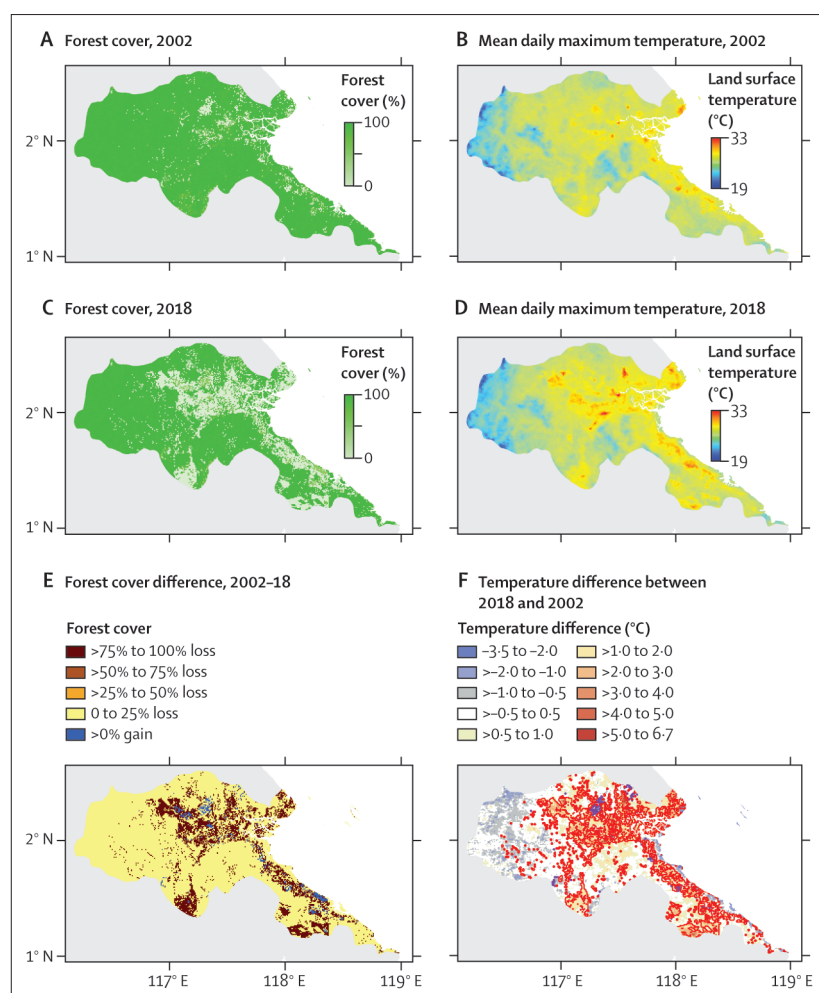 A Forest cover, 2002
Forest
cover (%)
100
0
2° N
1° N
B Mean daily maximum temperature, 2002
Land surface
temperature
(°C)
33
19
C Forest cover, 2018
Forest
cover (%)
100
0
2° N
1° N
D Mean daily maximum temperature, 2018
Land surface
temperature
(°C)
33
19
E Forest cover difference, 2002–18
Forest cover
>75% to 100% loss
>50% to 75% loss
>25% to 50% loss
0 to 25% loss
>0% gain
2° N
1° N
117° E
118° E
119° E
F Temperature difference between
2018 and 2002
Temperature difference (°C)
−3·5 to −2·0
>−2·0 to −1·0
>−1·0 to −0·5
>−0·5 to 0·5
>0·5 to 1·0
>1·0 to 2·0
>2·0 to 3·0
>3·0 to 4·0
>4·0 to 5·0
>5·0 to 6·7
117° E
118° E
119° E